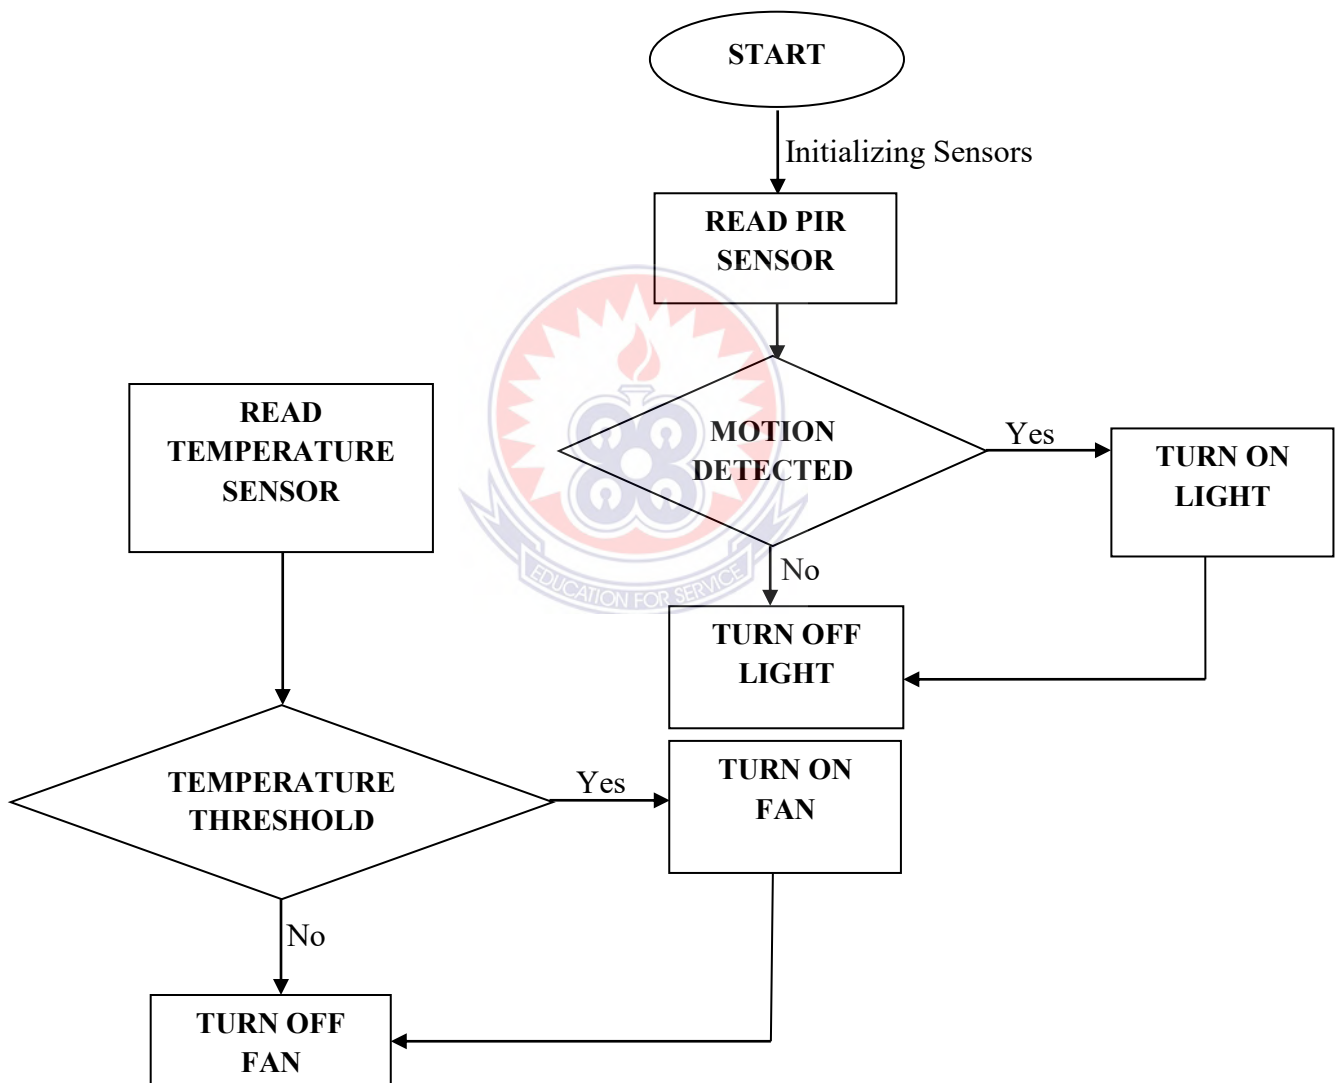 START
Initializing Sensors
READ PIR
SENSOR
MOTION
DETECTED
Yes
TURN ON
LIGHT
No
TURN OFF
LIGHT
READ
TEMPERATURE
SENSOR
TEMPERATURE
THRESHOLD
Yes
TURN ON
FAN
No
TURN OFF
FAN
EDUCATION FOR SERVICE